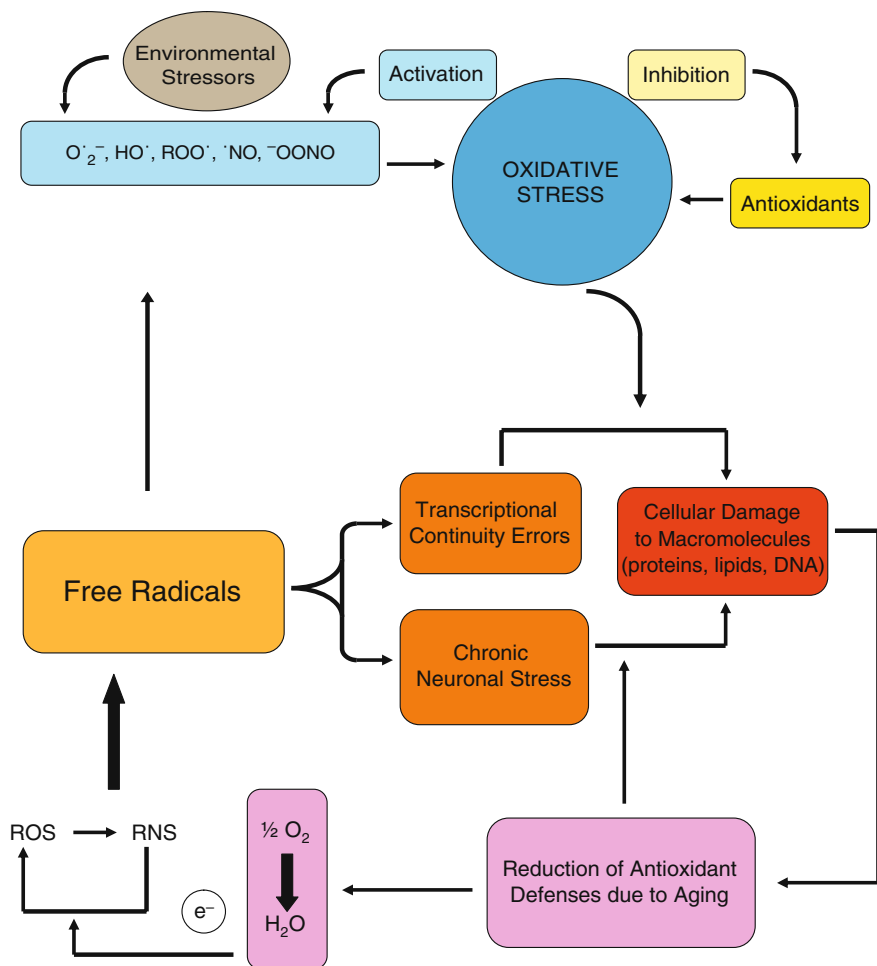 Environmental
Stressors
Activation
Inhibition
O˙₂⁻, HO˙, ROO˙, ˙NO, ⁻OONO
OXIDATIVE
STRESS
Antioxidants
Transcriptional
Continuity Errors
Cellular Damage
to Macromolecules
(proteins, lipids, DNA)
Free Radicals
Chronic
Neuronal Stress
ROS
RNS
½ O₂
H₂O
e⁻
Reduction of Antioxidant
Defenses due to Aging